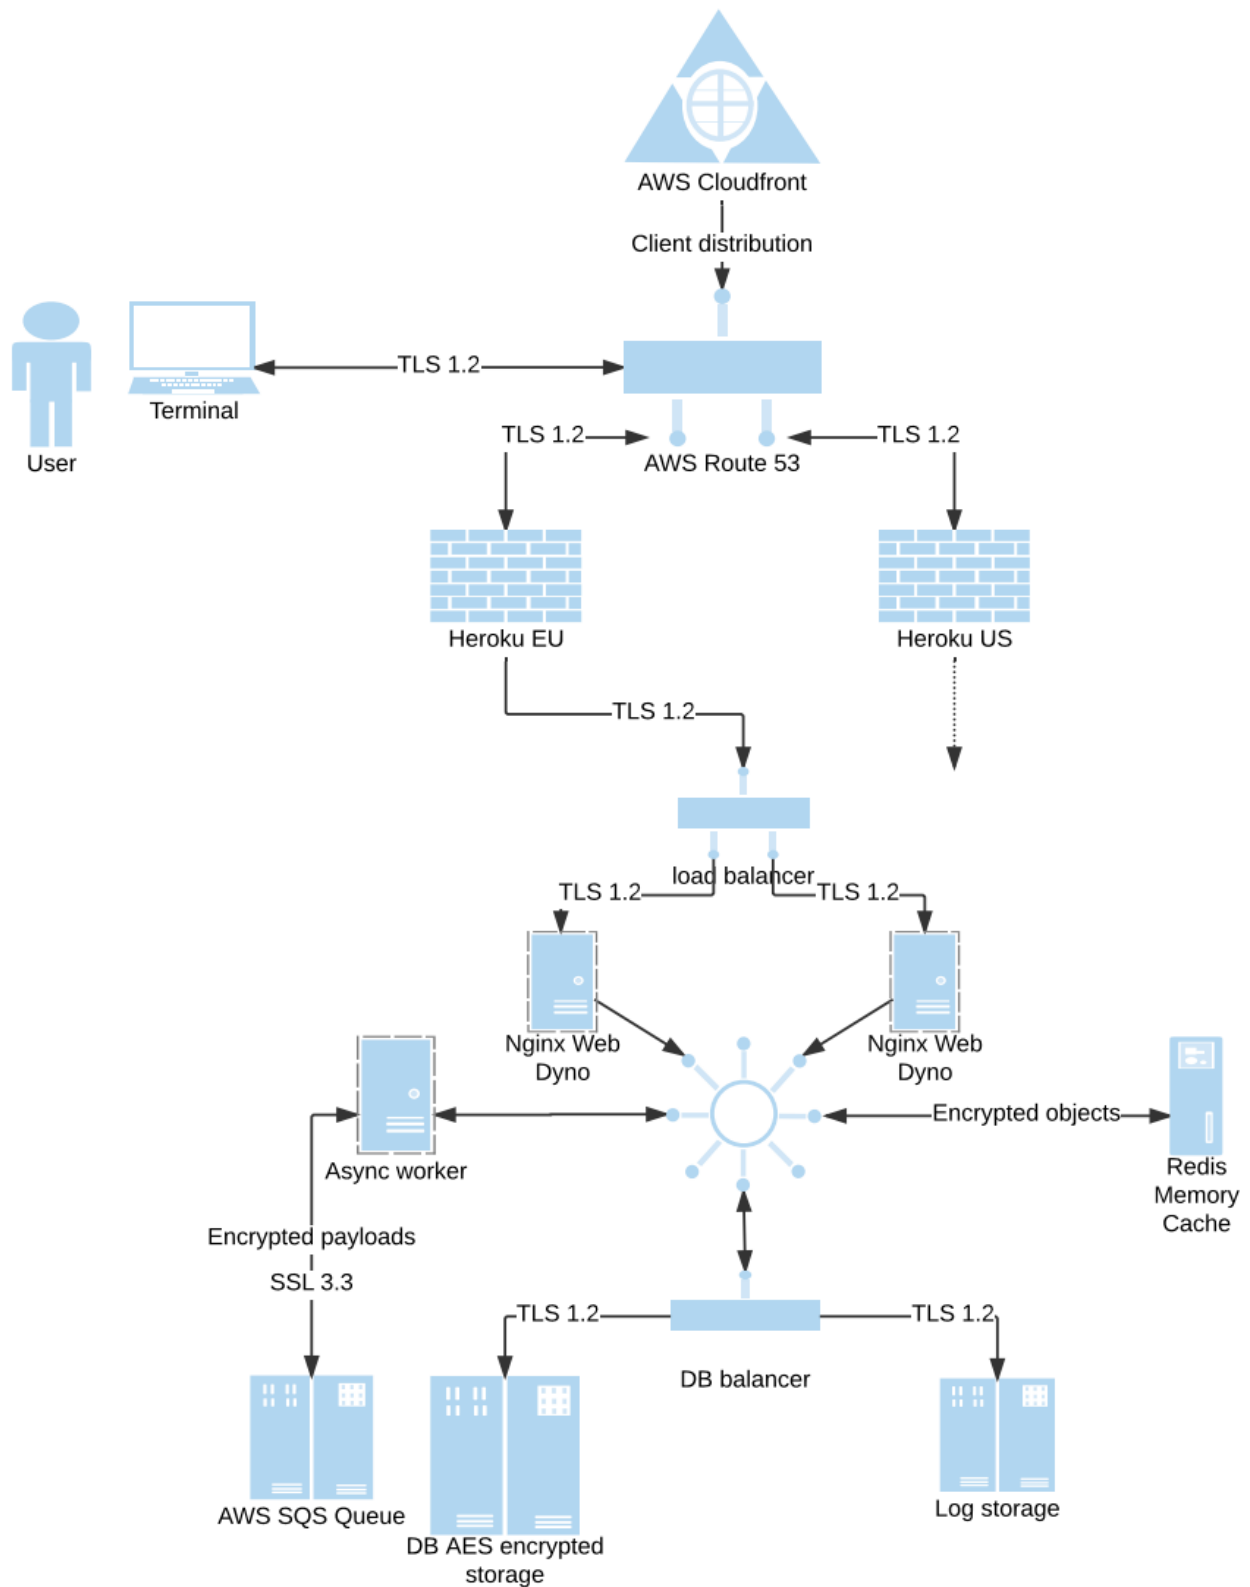 AWS Cloudfront
Client distribution
TLS 1.2
Terminal
User
TLS 1.2
TLS 1.2
AWS Route 53
Heroku EU
Heroku US
TLS 1.2
load balancer
TLS 1.2
TLS 1.2
Nginx Web
Dyno
Nginx Web
Dyno
Encrypted objects
Async worker
Redis
Memory
Cache
Encrypted payloads
SSL 3.3
TLS 1.2
TLS 1.2
DB balancer
AWS SQS Queue
DB AES encrypted
storage
Log storage